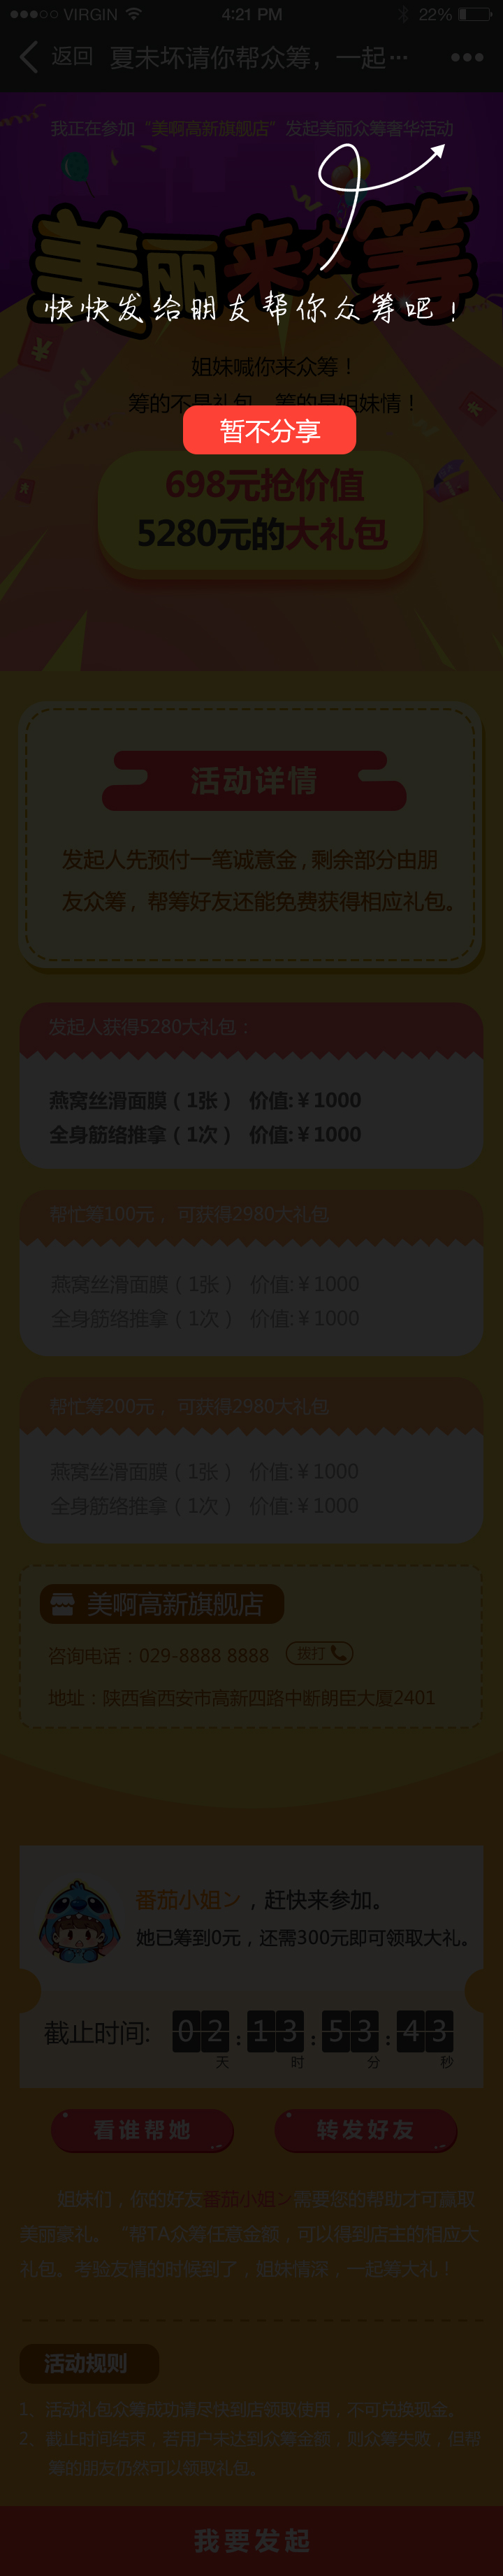 VIRGIN 4:21 PM 22%
返回 夏未坏请你帮众筹，一起···
我正在参加“美啊高新旗舰店”发起美丽众筹奢华活动
美丽来众筹
快快发给朋友帮你众筹吧！
姐妹喊你来众筹！
筹的不是礼包，筹的是姐妹情！
暂不分享
698元抢价值
5280元的大礼包
活动详情
发起人先预付一笔诚意金，剩余部分由朋
友众筹，帮筹好友还能免费获得相应礼包。
发起人获得5280大礼包：
燕窝丝滑面膜（1张） 价值:￥1000
全身筋络推拿（1次） 价值:￥1000
帮忙筹100元，可获得2980大礼包
燕窝丝滑面膜（1张） 价值:￥1000
全身筋络推拿（1次） 价值:￥1000
帮忙筹200元，可获得2980大礼包
燕窝丝滑面膜（1张） 价值:￥1000
全身筋络推拿（1次） 价值:￥1000
美啊高新旗舰店
咨询电话：029-8888 8888 拨打
地址：陕西省西安市高新四路中断朗臣大厦2401
番茄小姐ン，赶快来参加。
她已筹到0元，还需300元即可领取大礼。
截止时间: 02:13:53:43
天 时 分 秒
看谁帮她 转发好友
姐妹们，你的好友番茄小姐ン需要您的帮助才可赢取
美丽豪礼。“帮TA众筹任意金额，可以得到店主的相应大
礼包。考验友情的时候到了，姐妹情深，一起筹大礼！
活动规则
1、活动礼包众筹成功请尽快到店领取使用，不可兑换现金。
2、截止时间结束，若用户未达到众筹金额，则众筹失败，但帮
筹的朋友仍然可以领取礼包。
我要发起